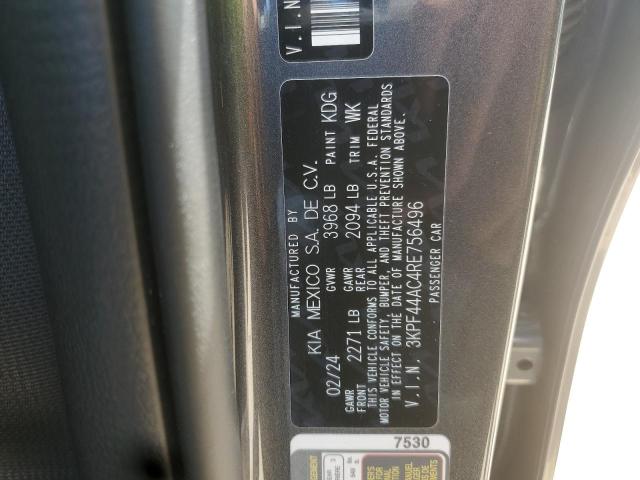 V.I.N
MANUFACTURED BY
KIA MEXICO S.A. DE C.V.
02/24 GVWR 3968 LB PAINT KDG
GAWR FRONT 2271 LB GAWR REAR 2094 LB TRIM WK
THIS VEHICLE CONFORMS TO ALL APPLICABLE U.S.A. FEDERAL
MOTOR VEHICLE SAFETY, BUMPER, AND THEFT PREVENTION STANDARDS
IN EFFECT ON THE DATE OF MANUFACTURE SHOWN ABOVE.
V.I.N. 3KPF44AC4RE756496
PASSENGER CAR
7530